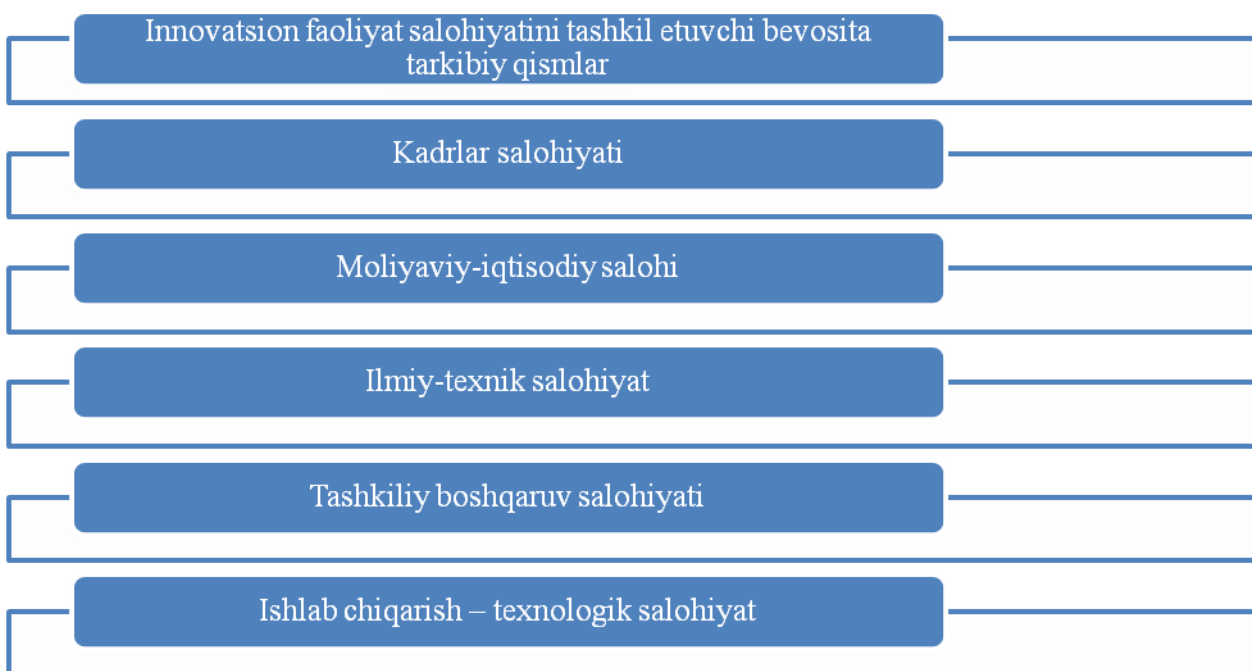 Innovatsion faoliyat salohiyatini tashkil etuvchi bevosita
tarkibiy qismlar
Kadrlar salohiyati
Moliyaviy-iqtisodiy salohi
Ilmiy-texnik salohiyat
Tashkiliy boshqaruv salohiyati
Ishlab chiqarish – texnologik salohiyat